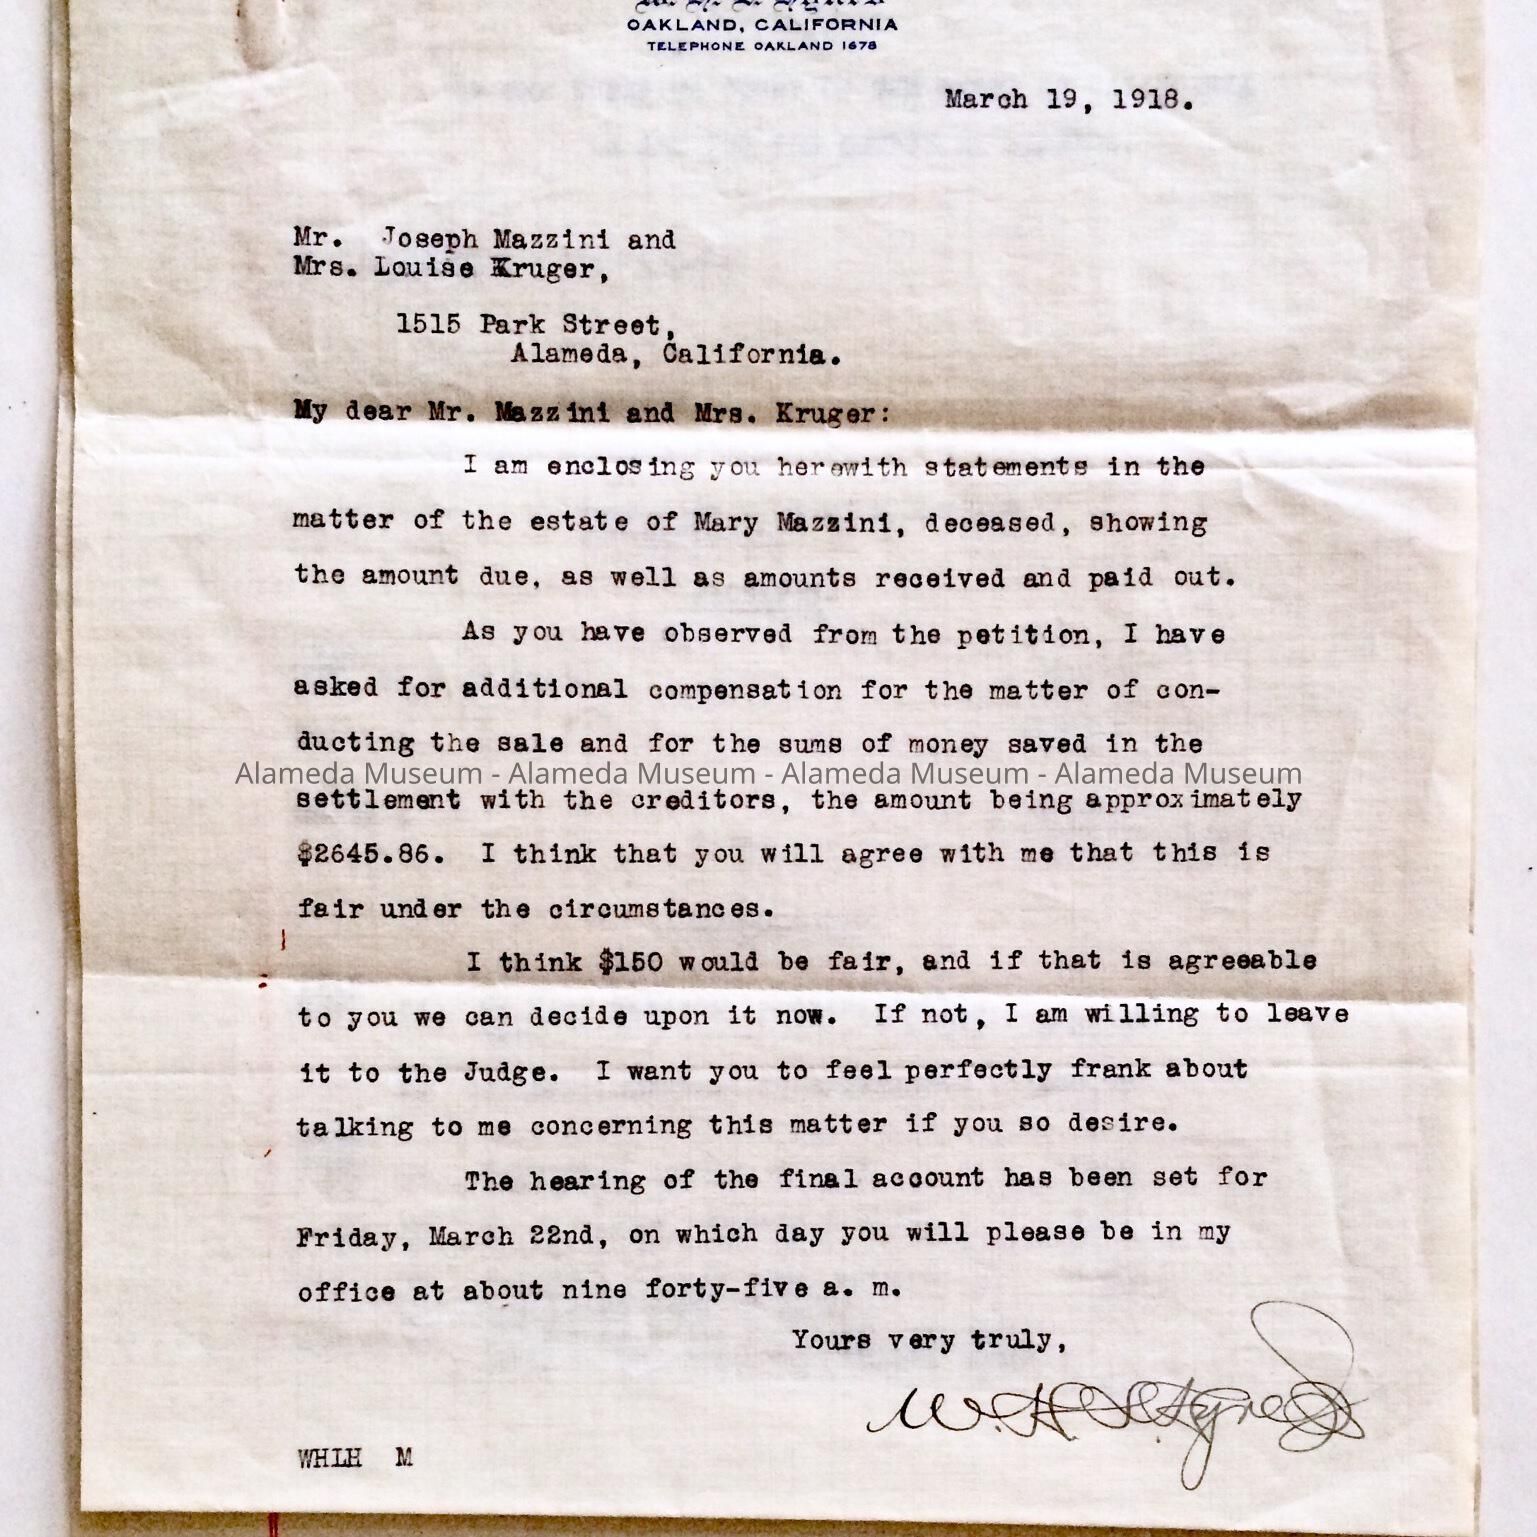 OAKLAND, CALIFORNIA
TELEPHONE OAKLAND 1678
March 19, 1918.
Mr. Joseph Mazzini and
Mrs. Louise Kruger,
1515 Park Street,
Alameda, California.
My dear Mr. Mazzini and Mrs. Kruger:
I am enclosing you herewith statements in the
matter of the estate of Mary Mazzini, deceased, showing
the amount due, as well as amounts received and paid out.
As you have observed from the petition, I have
asked for additional compensation for the matter of con-
ducting the sale and for the sums of money saved in the
Alameda Museum - Alameda Museum - Alameda Museum - Alameda Museum
settlement with the creditors, the amount being approximately
$2645.86. I think that you will agree with me that this is
fair under the circumstances.
I think $150 would be fair, and if that is agreeable
to you we can decide upon it now. If not, I am willing to leave
it to the Judge. I want you to feel perfectly frank about
talking to me concerning this matter if you so desire.
The hearing of the final account has been set for
Friday, March 22nd, on which day you will please be in my
office at about nine forty-five a. m.
Yours very truly,
W. H. L. Hynes
WHLH M